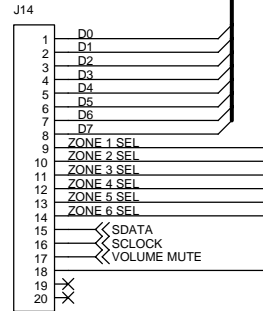 J14
1 D0
2 D1
3 D2
4 D3
5 D4
6 D5
7 D6
8 D7
9 ZONE 1 SEL
10 ZONE 2 SEL
11 ZONE 3 SEL
12 ZONE 4 SEL
13 ZONE 5 SEL
14 ZONE 6 SEL
15 SDATA
16 SCLOCK
17 VOLUME MUTE
18
19
20